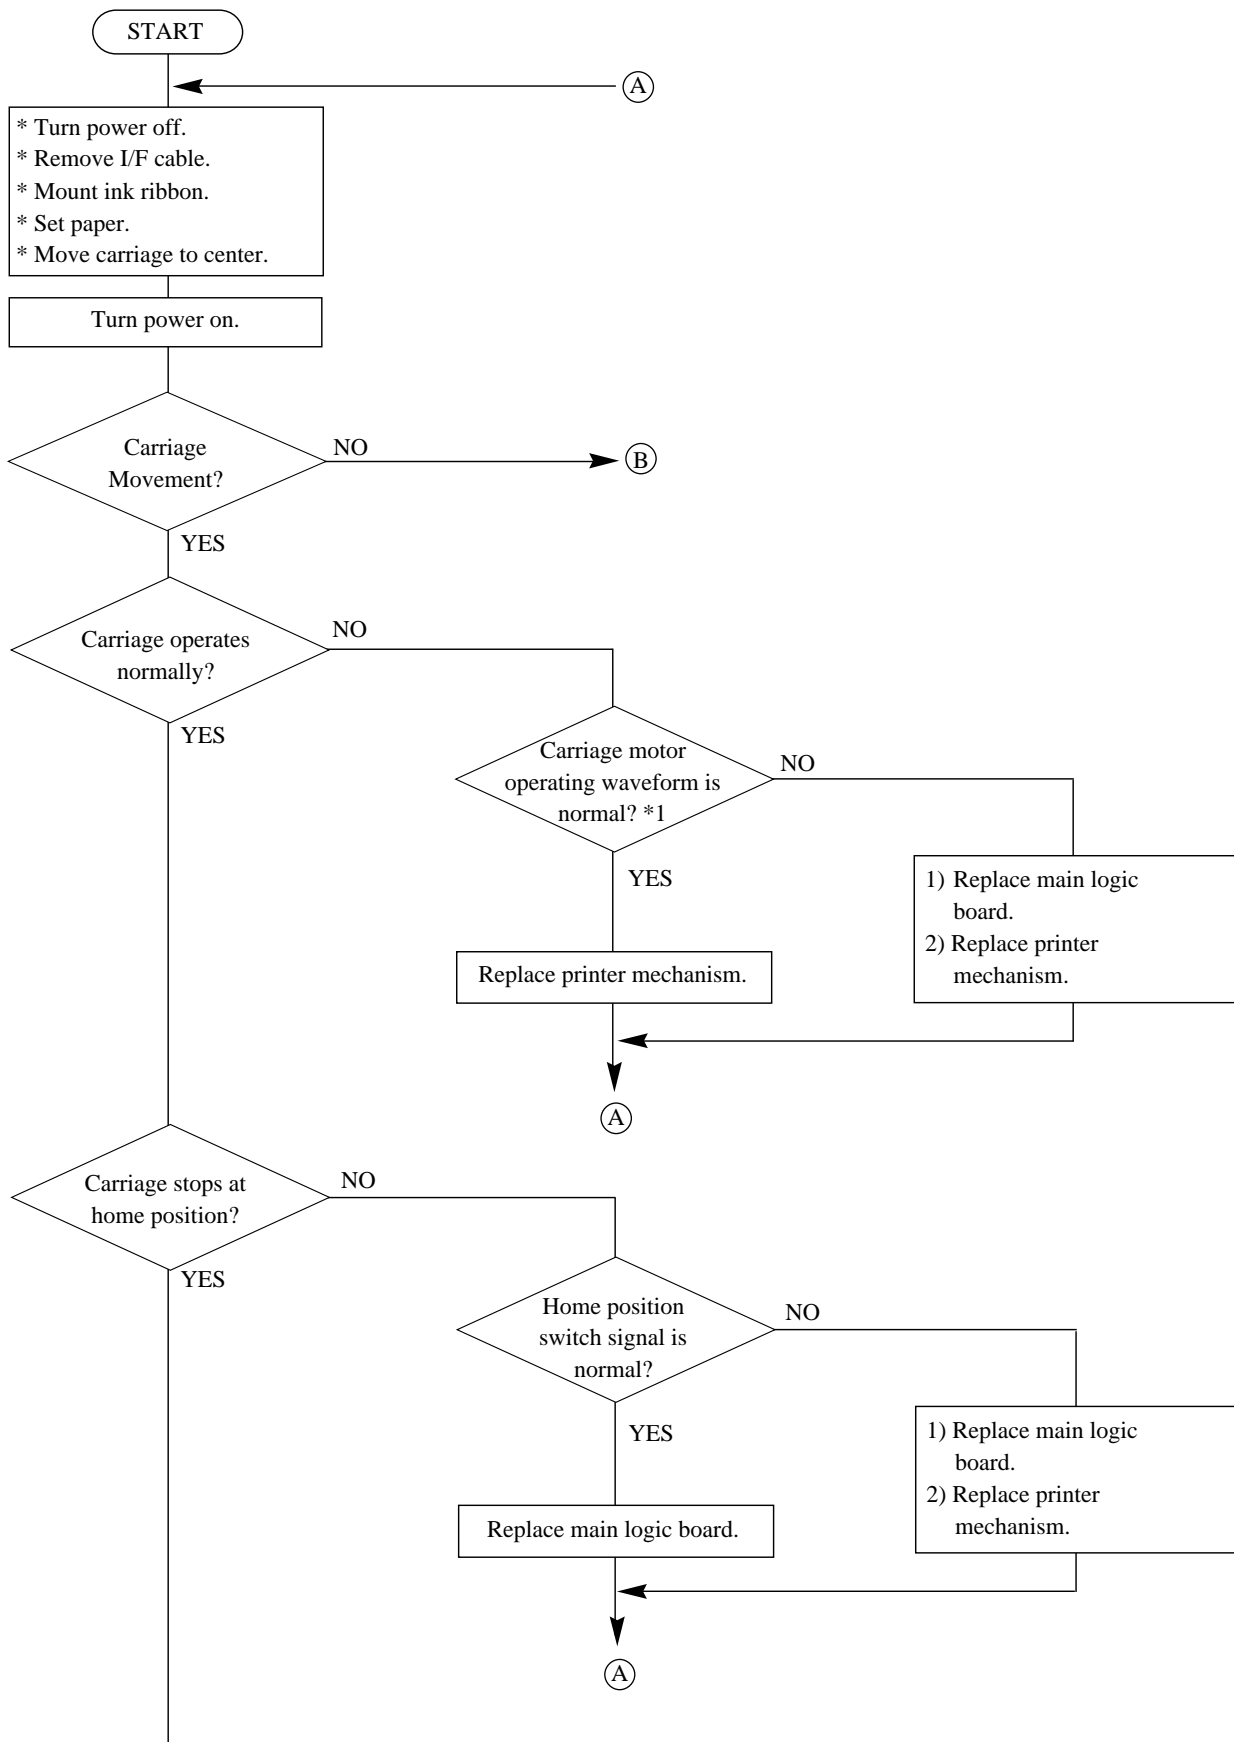 START
A
* Turn power off.
* Remove I/F cable.
* Mount ink ribbon.
* Set paper.
* Move carriage to center.
Turn power on.
Carriage
Movement?
NO
B
YES
Carriage operates
normally?
NO
YES
Carriage motor
operating waveform is
normal? *1
NO
YES
1) Replace main logic
board.
2) Replace printer
mechanism.
Replace printer mechanism.
A
Carriage stops at
home position?
NO
YES
Home position
switch signal is
normal?
NO
YES
1) Replace main logic
board.
2) Replace printer
mechanism.
Replace main logic board.
A